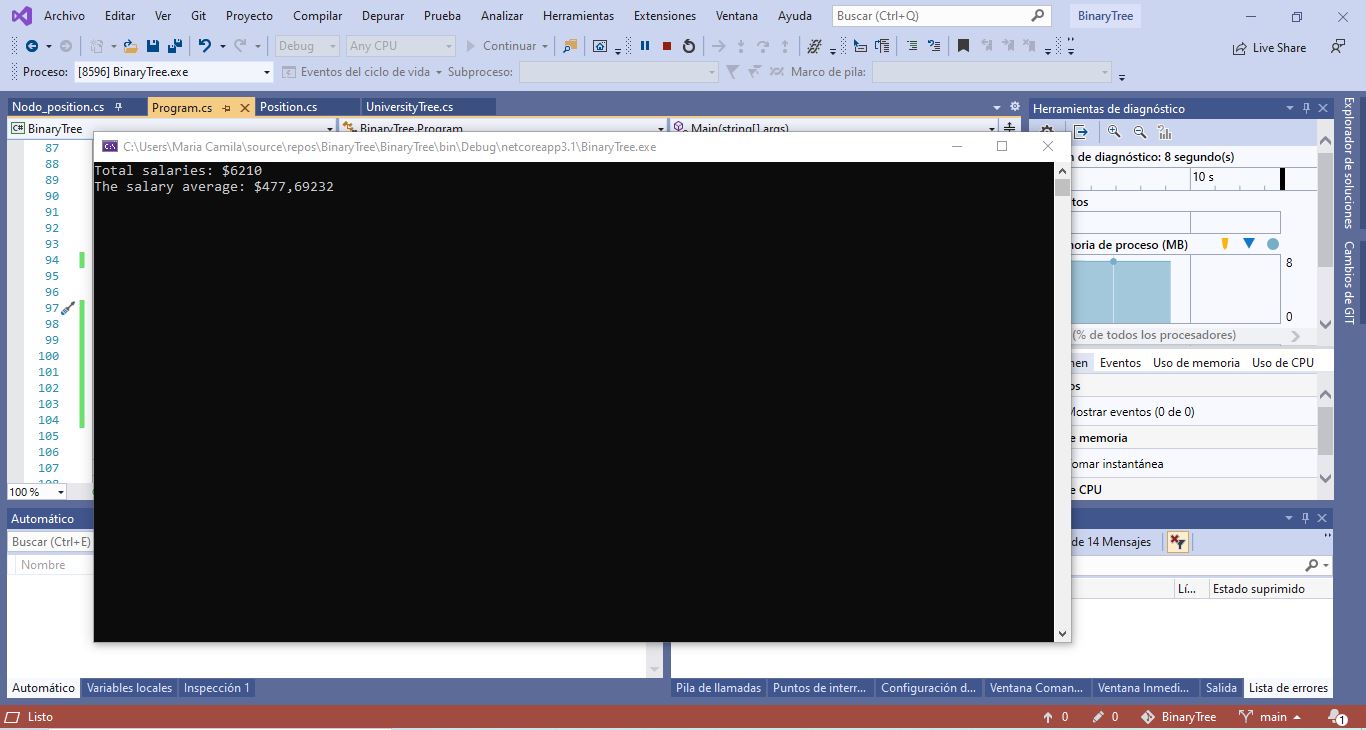 Archivo Editar Ver Git Proyecto Compilar Depurar Prueba Analizar Herramientas Extensiones Ventana Ayuda Buscar (Ctrl+Q) BinaryTree
Debug Any CPU Continuar Live Share
Proceso: [8596] BinaryTree.exe Eventos del ciclo de vida Subproceso: Marco de pila:
Nodo_position.cs Program.cs Position.cs UniversityTree.cs
C# BinaryTree BinaryTree.Program Main(string[] args)
87
88
89
90
91
92
93
94
95
96
97
98
99
100
101
102
103
104
105
106
107
108
100 %
C:\Users\Maria Camila\source\repos\BinaryTree\BinaryTree\bin\Debug\netcoreapp3.1\BinaryTree.exe
Total salaries: $6210
The salary average: $477,69232
Herramientas de diagnóstico
n de diagnóstico: 8 segundo(s)
10 s
tos
noria de proceso (MB)
8
0
(% de todos los procesadores)
nen Eventos Uso de memoria Uso de CPU
os
Mostrar eventos (0 de 0)
e memoria
omar instantánea
e CPU
Explorador de soluciones
Cambios de GIT
Automático
Buscar (Ctrl+E)
Nombre
de 14 Mensajes
Lí... Estado suprimido
Automático Variables locales Inspección 1
Pila de llamadas Puntos de interr... Configuración d... Ventana Coman... Ventana Inmedi... Salida Lista de errores
Listo 0 0 BinaryTree main 1